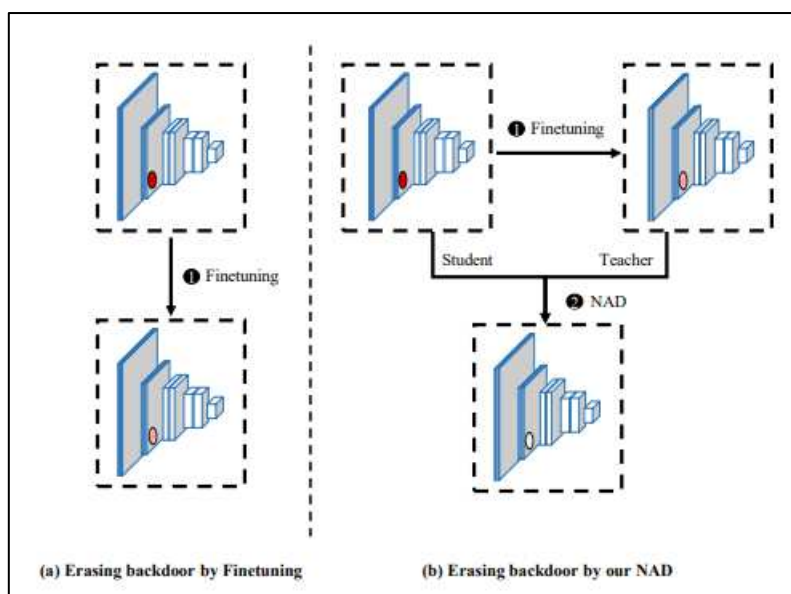 ❶ Finetuning
❶ Finetuning
Student
Teacher
❷ NAD
(a) Erasing backdoor by Finetuning
(b) Erasing backdoor by our NAD